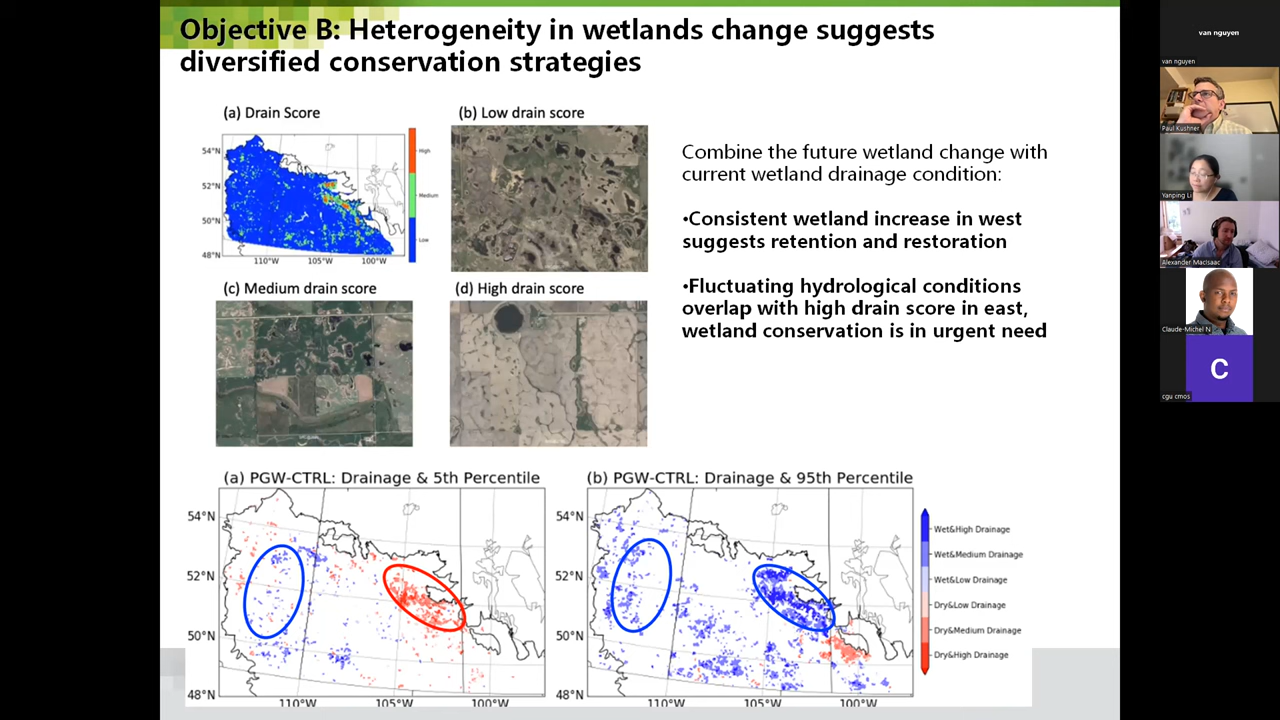 Objective B: Heterogeneity in wetlands change suggests
diversified conservation strategies
(a) Drain Score
54°N
52°N
50°N
48°N
110°W
105°W
100°W
High
Medium
Low
(b) Low drain score
(c) Medium drain score
(d) High drain score
Combine the future wetland change with
current wetland drainage condition:
•Consistent wetland increase in west
suggests retention and restoration
•Fluctuating hydrological conditions
overlap with high drain score in east,
wetland conservation is in urgent need
(a) PGW-CTRL: Drainage & 5th Percentile
54°N
52°N
50°N
48°N
110°W
105°W
100°W
(b) PGW-CTRL: Drainage & 95th Percentile
54°N
52°N
50°N
48°N
110°W
105°W
100°W
Wet&High Drainage
Wet&Medium Drainage
Wet&Low Drainage
Dry&Low Drainage
Dry&Medium Drainage
Dry&High Drainage
van nguyen
van nguyen
Paul Kushner
Yanping Li
Alexander MacIsaac
Claude-Michel N
C
cgu cmos